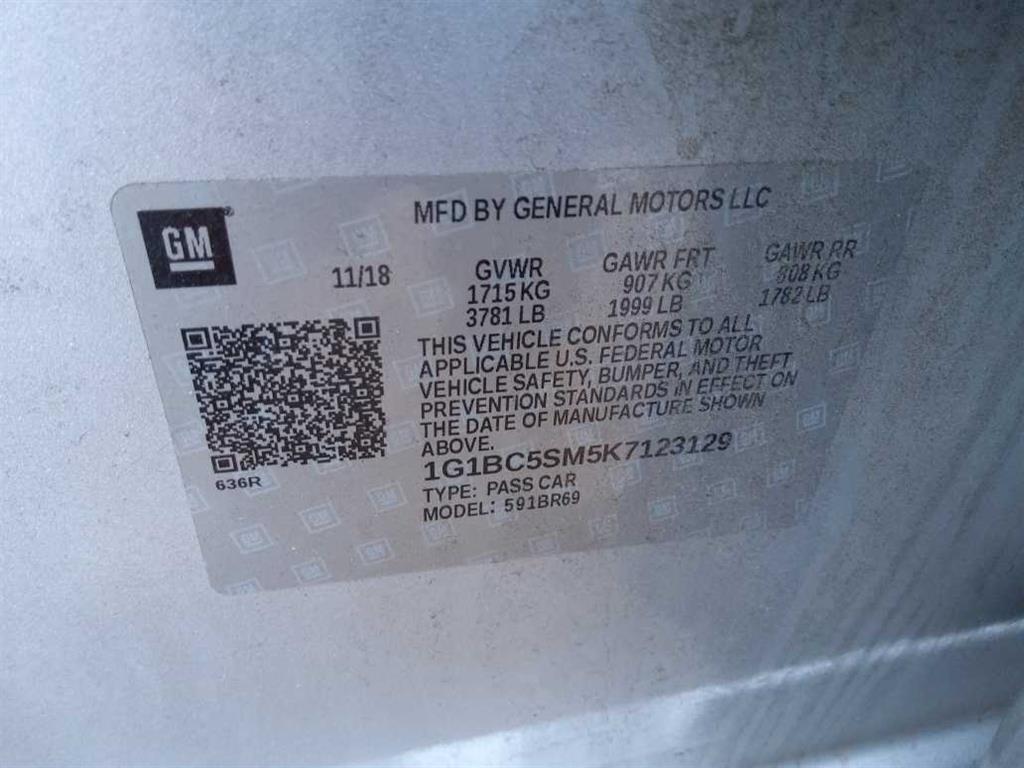 GM
MFD BY GENERAL MOTORS LLC
11/18
GVWR
1715 KG
3781 LB
GAWR FRT
907 KG
1999 LB
GAWR RR
808 KG
1782 LB
THIS VEHICLE CONFORMS TO ALL
APPLICABLE U.S. FEDERAL MOTOR
VEHICLE SAFETY, BUMPER, AND THEFT
PREVENTION STANDARDS IN EFFECT ON
THE DATE OF MANUFACTURE SHOWN
ABOVE.
1G1BC5SM5K7123129
TYPE: PASS CAR
MODEL: 591BR69
636R